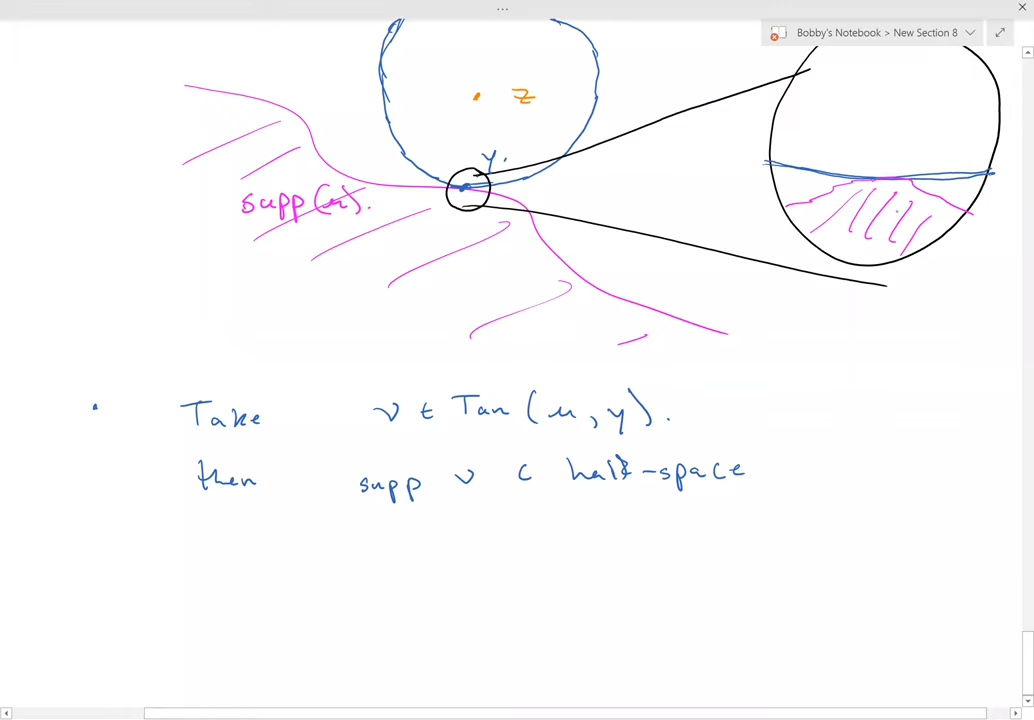 Bobby's Notebook > New Section 8
z
y.
supp(μ).
Take ν ∈ Tan(μ, y).
then supp ν ⊂ half-space